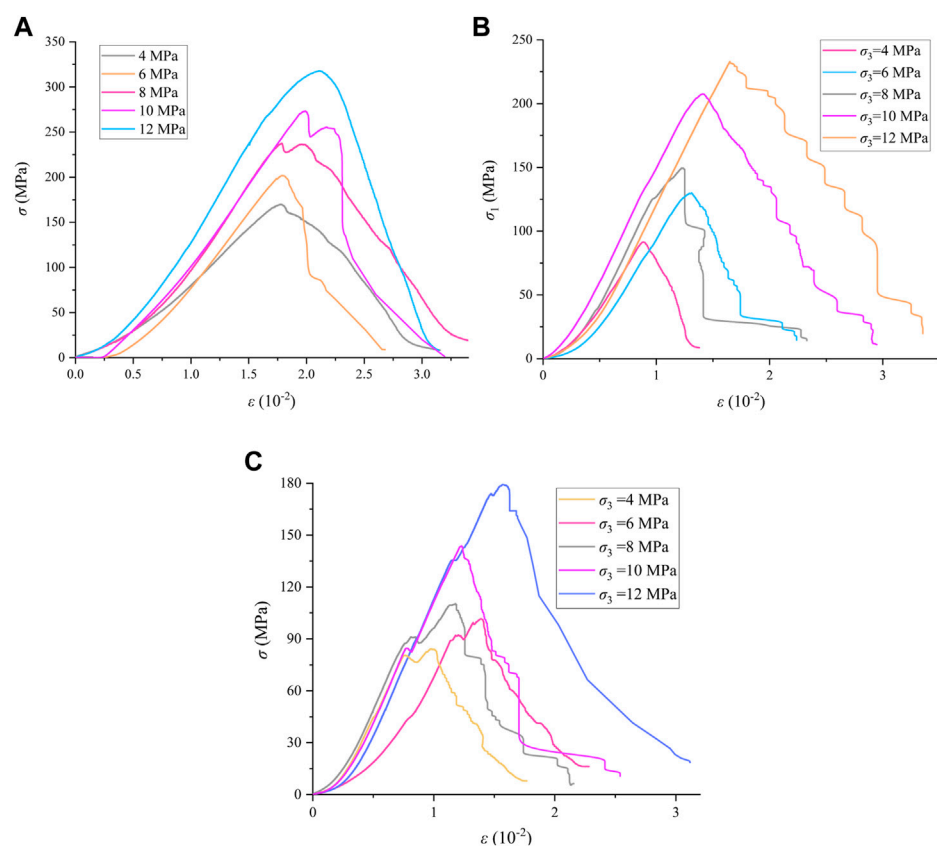 A
350
300
250
200
150
100
50
0
σ (MPa)
0.0 0.5 1.0 1.5 2.0 2.5 3.0
ε (10⁻²)
4 MPa
6 MPa
8 MPa
10 MPa
12 MPa
B
250
200
150
100
50
0
σ₁ (MPa)
0 1 2 3
ε (10⁻²)
σ₃=4 MPa
σ₃=6 MPa
σ₃=8 MPa
σ₃=10 MPa
σ₃=12 MPa
C
180
150
120
90
60
30
0
σ (MPa)
0 1 2 3
ε (10⁻²)
σ₃ =4 MPa
σ₃ =6 MPa
σ₃ =8 MPa
σ₃ =10 MPa
σ₃ =12 MPa